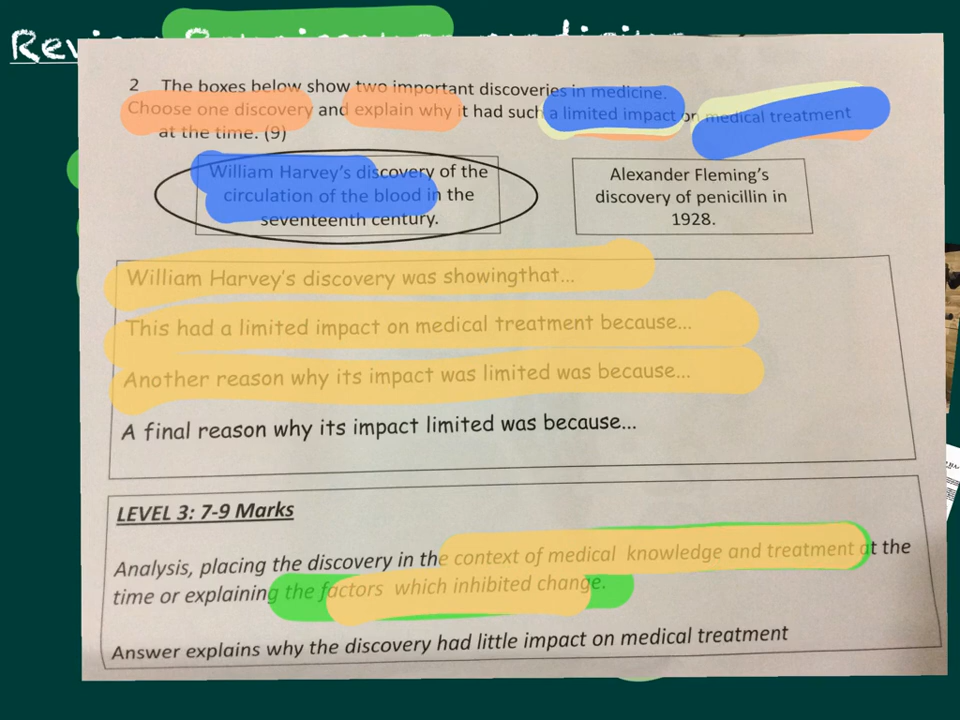 2 The boxes below show two important discoveries in medicine.
Choose one discovery and explain why it had such a limited impact on medical treatment
at the time. (9)
William Harvey's discovery of the
circulation of the blood in the
seventeenth century.
Alexander Fleming's
discovery of penicillin in
1928.
William Harvey's discovery was showingthat...
This had a limited impact on medical treatment because...
Another reason why its impact was limited was because...
A final reason why its impact limited was because...
LEVEL 3: 7-9 Marks
Analysis, placing the discovery in the context of medical knowledge and treatment at the
time or explaining the factors which inhibited change.
Answer explains why the discovery had little impact on medical treatment